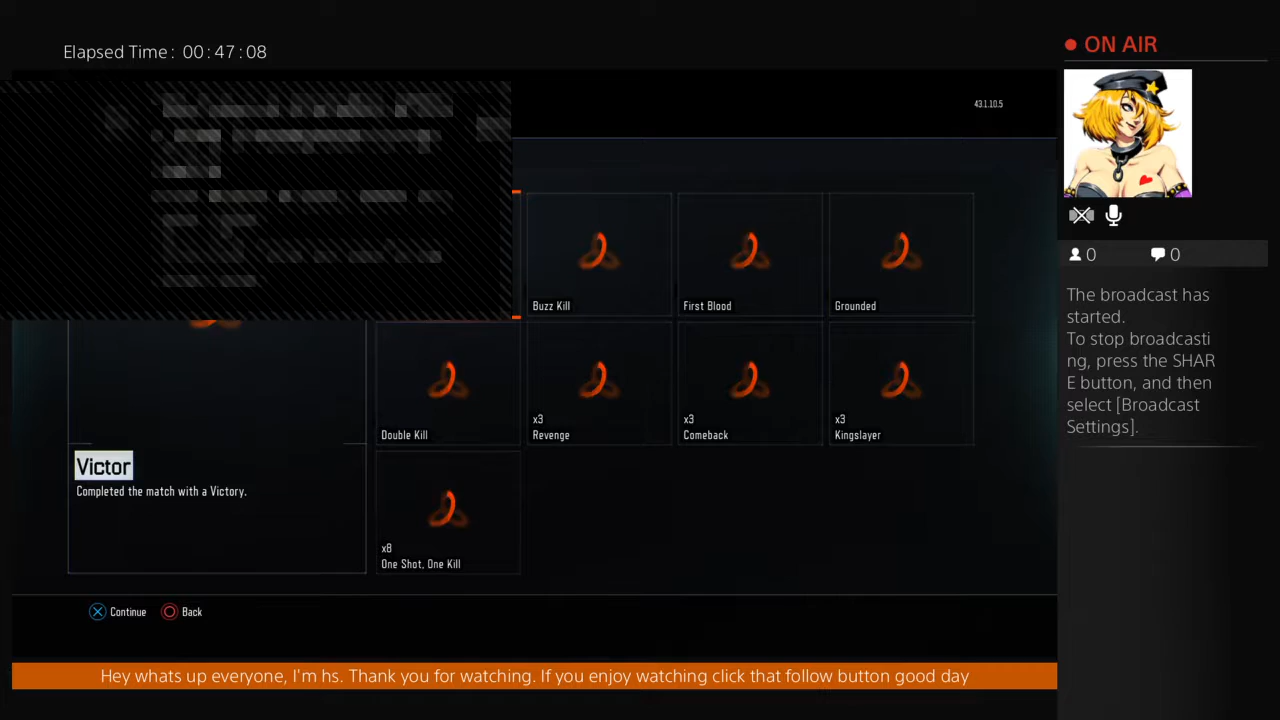 Elapsed Time: 00:47:08
ON AIR
43.1.10.5
0 0
The broadcast has
started.
To stop broadcasti
ng, press the SHAR
E button, and then
select [Broadcast
Settings].
Buzz Kill
First Blood
Grounded
Double Kill
x3
Revenge
x3
Comeback
x3
Kingslayer
Victor
Completed the match with a Victory.
x8
One Shot, One Kill
Continue
Back
Hey whats up everyone, I'm hs. Thank you for watching. If you enjoy watching click that follow button good day